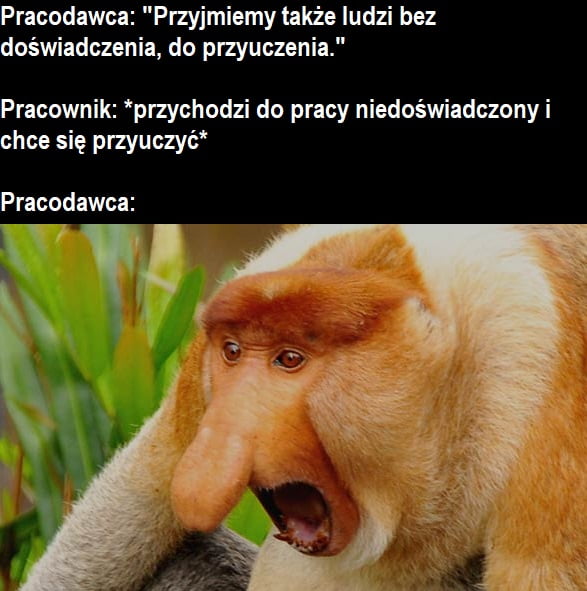 Pracodawca: "Przyjmiemy także ludzi bez
doświadczenia, do przyuczenia."
Pracownik: *przychodzi do pracy niedoświadczony i
chce się przyuczyć*
Pracodawca: